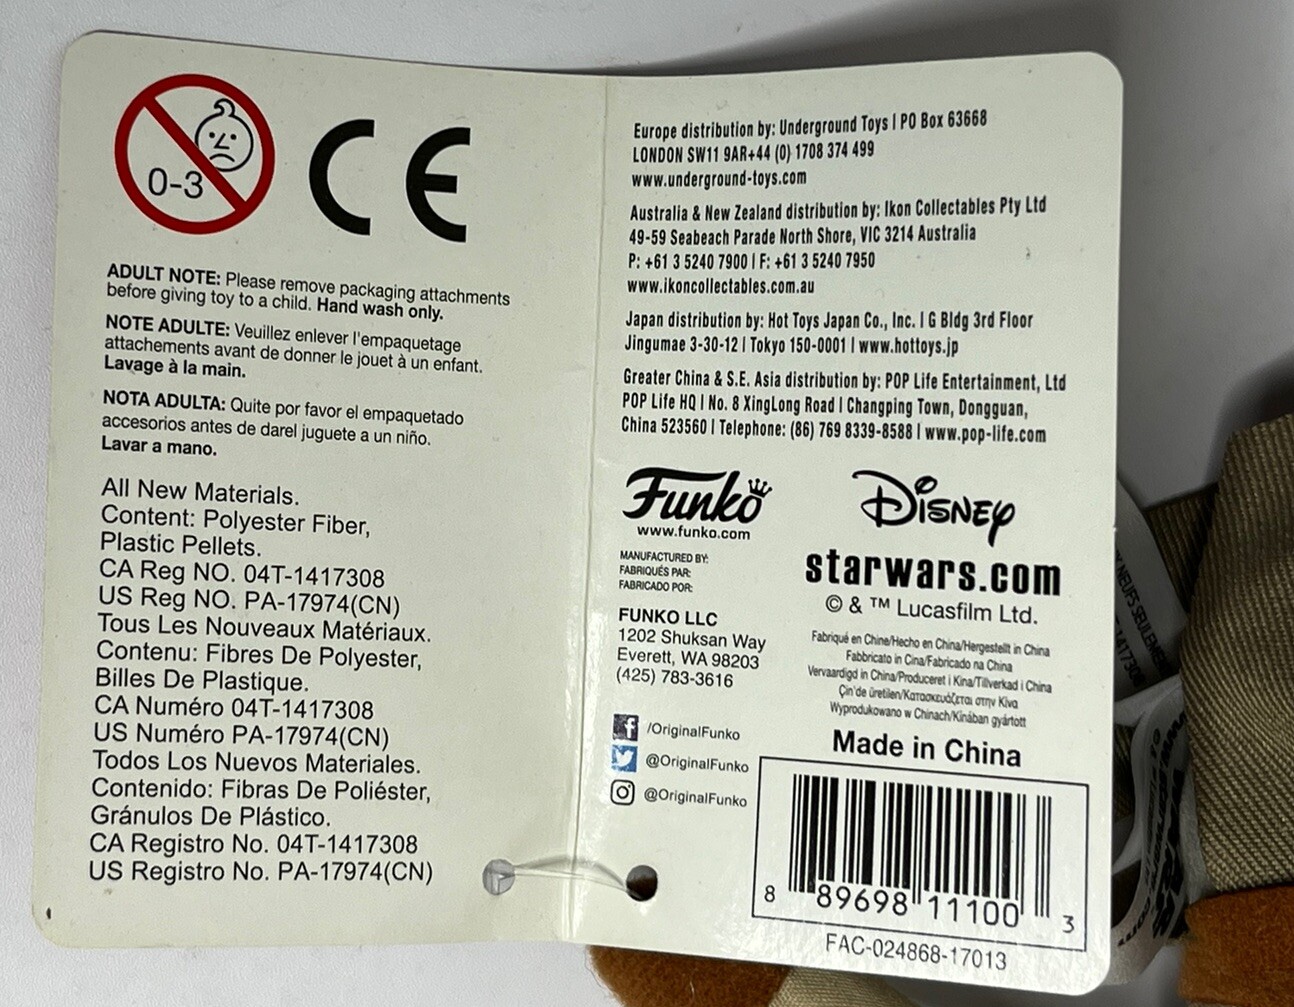 0-3
CE
ADULT NOTE: Please remove packaging attachments
before giving toy to a child. Hand wash only.
NOTE ADULTE: Veuillez enlever l'empaquetage
attachements avant de donner le jouet à un enfant.
Lavage à la main.
NOTA ADULTA: Quite por favor el empaquetado
accesorios antes de darel juguete a un niño.
Lavar a mano.
All New Materials.
Content: Polyester Fiber,
Plastic Pellets.
CA Reg NO. 04T-1417308
US Reg NO. PA-17974(CN)
Tous Les Nouveaux Matériaux.
Contenu: Fibres De Polyester,
Billes De Plastique.
CA Numéro 04T-1417308
US Numéro PA-17974(CN)
Todos Los Nuevos Materiales.
Contenido: Fibras De Poliéster,
Gránulos De Plástico.
CA Registro No. 04T-1417308
US Registro No. PA-17974(CN)
Europe distribution by: Underground Toys | PO Box 63668
LONDON SW11 9AR+44 (0) 1708 374 499
www.underground-toys.com
Australia & New Zealand distribution by: Ikon Collectables Pty Ltd
49-59 Seabeach Parade North Shore, VIC 3214 Australia
P: +61 3 5240 7900 | F: +61 3 5240 7950
www.ikoncollectables.com.au
Japan distribution by: Hot Toys Japan Co., Inc. | G Bldg 3rd Floor
Jingumae 3-30-12 | Tokyo 150-0001 | www.hottoys.jp
Greater China & S.E. Asia distribution by: POP Life Entertainment, Ltd
POP Life HQ | No. 8 XingLong Road | Changping Town, Dongguan,
China 523560 | Telephone: (86) 769 8339-8588 | www.pop-life.com
Funko
www.funko.com
MANUFACTURED BY:
FABRIQUÉS PAR:
FABRICADO POR:
FUNKO LLC
1202 Shuksan Way
Everett, WA 98203
(425) 783-3616
/OriginalFunko
@OriginalFunko
@OriginalFunko
Disney
starwars.com
© & ™ Lucasfilm Ltd.
Fabriqué en Chine/Hecho en China/Hergestellt in China
Fabbricato in Cina/Fabricado na China
Vervaardigd in China/Produceret i Kina/Tillverkad i China
Çin'de üretilen/Κατασκευάζεται στην Κίνα
Wyprodukowano w Chinach/Kínában gyártott
Made in China
8 89698 11100 3
FAC-024868-17013
NEUFS SEULEMENT